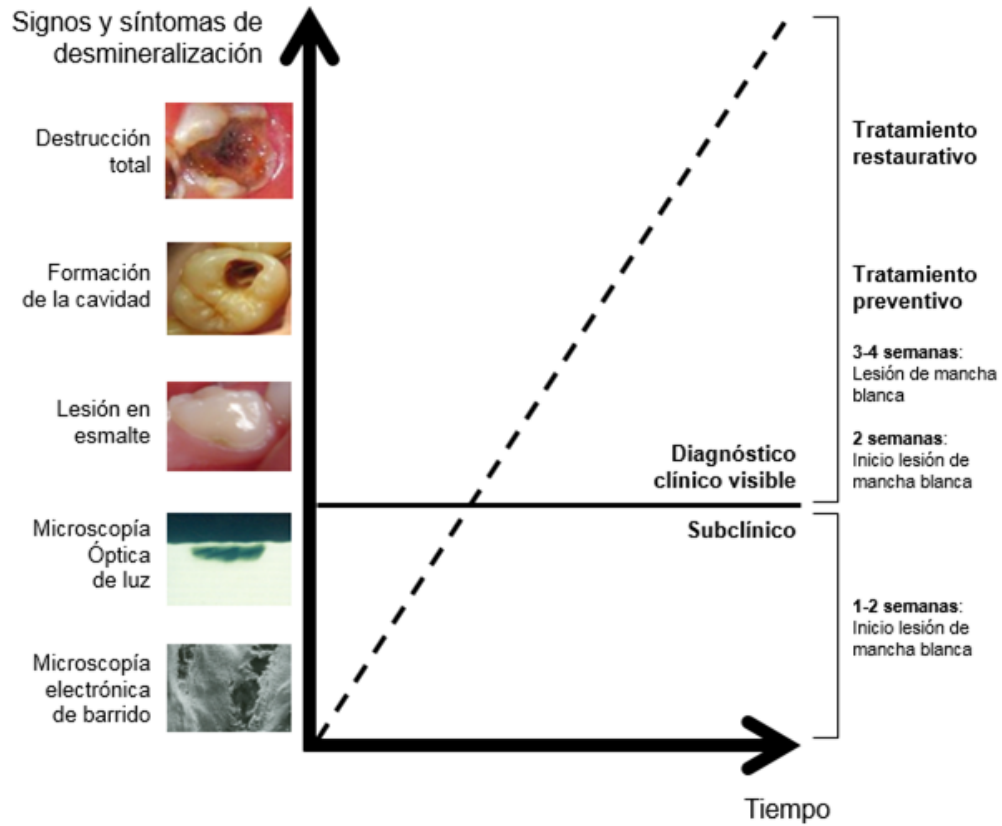 Signos y síntomas de
desmineralización
Destrucción
total
Formación
de la cavidad
Lesión en
esmalte
Microscopía
Óptica
de luz
Microscopía
electrónica
de barrido
Diagnóstico
clínico visible
Subclínico
Tratamiento
restaurativo
Tratamiento
preventivo
3-4 semanas:
Lesión de mancha
blanca
2 semanas:
Inicio lesión de
mancha blanca
1-2 semanas:
Inicio lesión de
mancha blanca
Tiempo